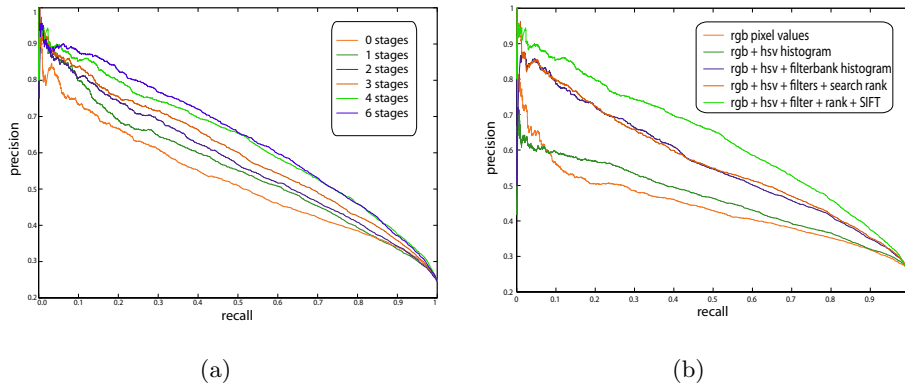 1
0.9
0.8
0.7
0.6
0.5
0.4
0.3
0.2
precision
0.0 0.1 0.2 0.3 0.4 0.5 0.6 0.7 0.8 0.9 1
recall
0 stages
1 stages
2 stages
3 stages
4 stages
6 stages
(a)
1
0.9
0.8
0.7
0.6
0.5
0.4
0.3
0.2
precision
0 0.1 0.2 0.3 0.4 0.5 0.6 0.7 0.8 0.9
recall
rgb pixel values
rgb + hsv histogram
rgb + hsv + filterbank histogram
rgb + hsv + filters + search rank
rgb + hsv + filter + rank + SIFT
(b)